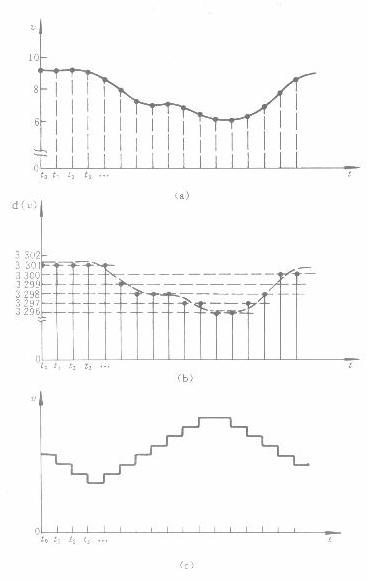 v
10
8
6
0
t₀ t₁ t₂ t₃ ...
t
(a)
d(v)
3.302
3.301
3.300
3.299
3.298
3.297
3.296
0
t₀ t₁ t₂ t₃ ...
t
(b)
υ
0
t₀ t₁ t₂ t₃ ...
t
(c)